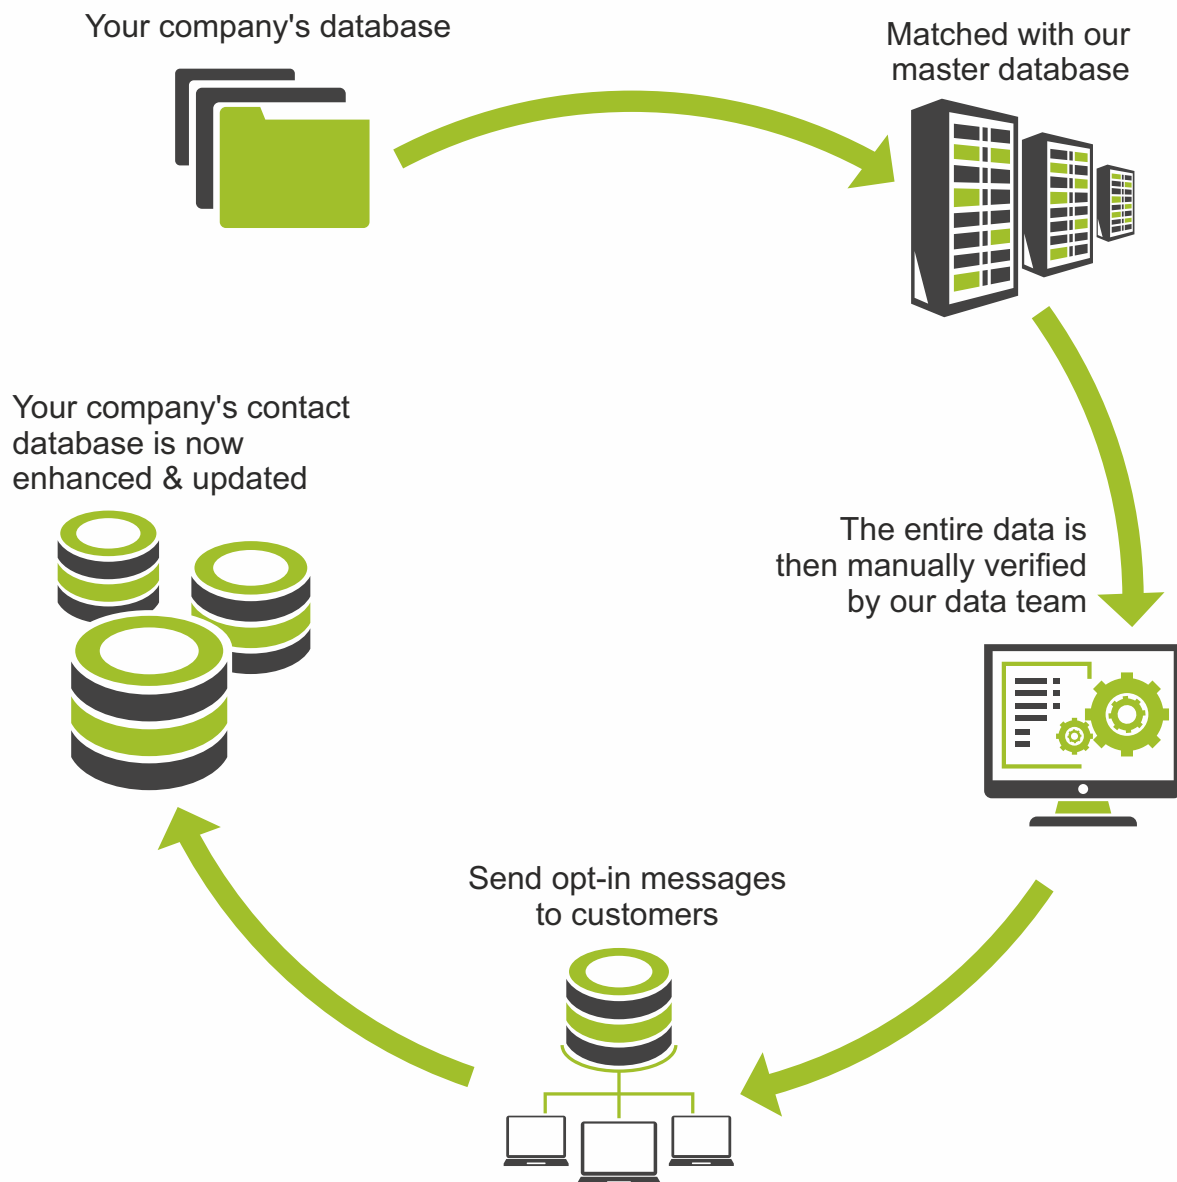 Your company's database
Matched with our
master database
The entire data is
then manually verified
by our data team
Send opt-in messages
to customers
Your company's contact
database is now
enhanced & updated